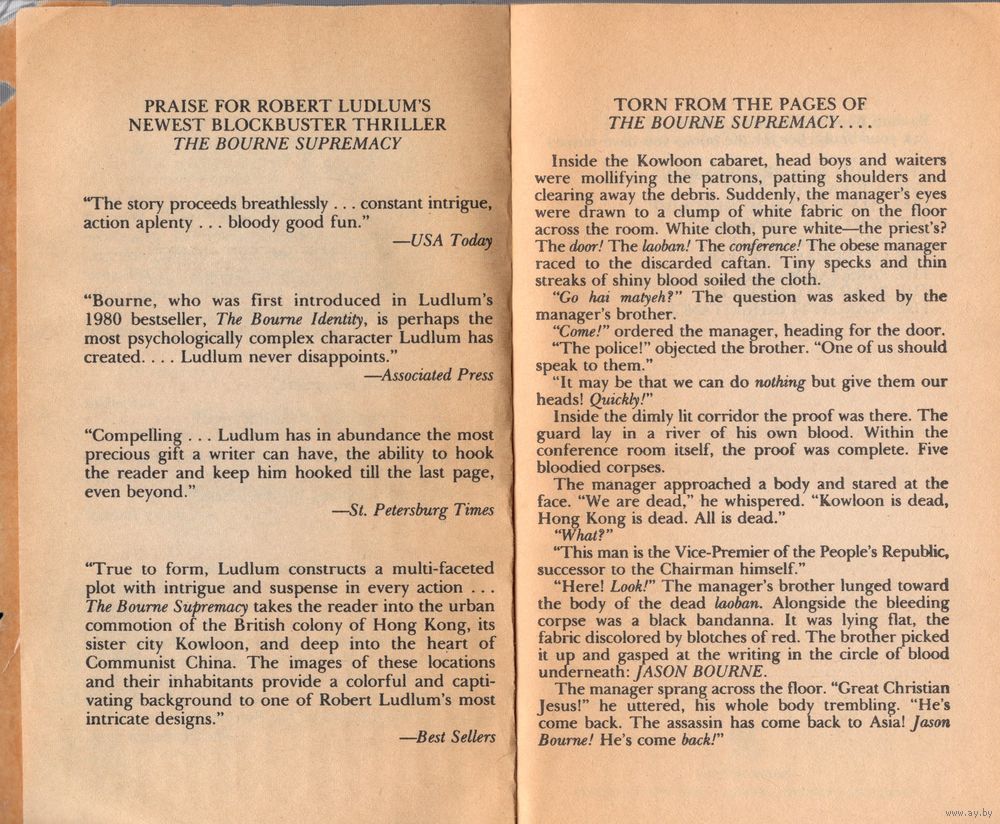 PRAISE FOR ROBERT LUDLUM'S
NEWEST BLOCKBUSTER THRILLER
THE BOURNE SUPREMACY
“The story proceeds breathlessly . . . constant intrigue,
action aplenty . . . bloody good fun.”
—USA Today
“Bourne, who was first introduced in Ludlum's
1980 bestseller, The Bourne Identity, is perhaps the
most psychologically complex character Ludlum has
created. . . . Ludlum never disappoints.”
—Associated Press
“Compelling . . . Ludlum has in abundance the most
precious gift a writer can have, the ability to hook
the reader and keep him hooked till the last page,
even beyond.”
—St. Petersburg Times
“True to form, Ludlum constructs a multi-faceted
plot with intrigue and suspense in every action . . .
The Bourne Supremacy takes the reader into the urban
commotion of the British colony of Hong Kong, its
sister city Kowloon, and deep into the heart of
Communist China. The images of these locations
and their inhabitants provide a colorful and capti-
vating background to one of Robert Ludlum's most
intricate designs.”
—Best Sellers
TORN FROM THE PAGES OF
THE BOURNE SUPREMACY. . . .
Inside the Kowloon cabaret, head boys and waiters
were mollifying the patrons, patting shoulders and
clearing away the debris. Suddenly, the manager's eyes
were drawn to a clump of white fabric on the floor
across the room. White cloth, pure white—the priest's?
The door! The laoban! The conference! The obese manager
raced to the discarded caftan. Tiny specks and thin
streaks of shiny blood soiled the cloth.
“Go hai matyeh?” The question was asked by the
manager's brother.
“Come!” ordered the manager, heading for the door.
“The police!” objected the brother. “One of us should
speak to them.”
“It may be that we can do nothing but give them our
heads! Quickly!”
Inside the dimly lit corridor the proof was there. The
guard lay in a river of his own blood. Within the
conference room itself, the proof was complete. Five
bloodied corpses.
The manager approached a body and stared at the
face. “We are dead,” he whispered. “Kowloon is dead,
Hong Kong is dead. All is dead.”
“What?”
“This man is the Vice-Premier of the People's Republic,
successor to the Chairman himself.”
“Here! Look!” The manager's brother lunged toward
the body of the dead laoban. Alongside the bleeding
corpse was a black bandanna. It was lying flat, the
fabric discolored by blotches of red. The brother picked
it up and gasped at the writing in the circle of blood
underneath: JASON BOURNE.
The manager sprang across the floor. “Great Christian
Jesus!” he uttered, his whole body trembling. “He's
come back. The assassin has come back to Asia! Jason
Bourne! He's come back!”
www.ay.by